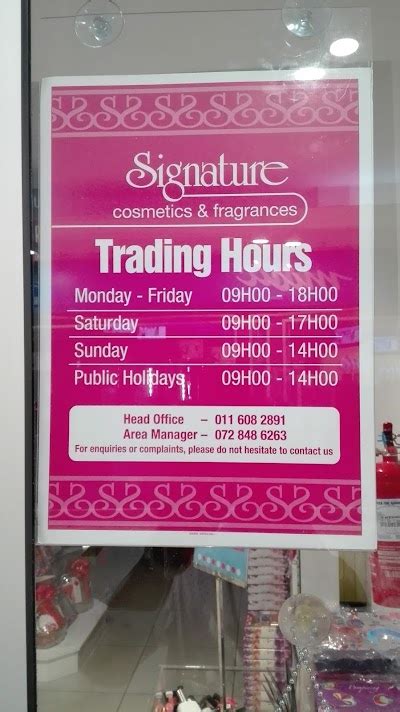 Signature
cosmetics & fragrances
Trading Hours
Monday - Friday 09H00 - 18H00
Saturday 09H00 - 17H00
Sunday 09H00 - 14H00
Public Holidays 09H00 - 14H00
Head Office – 011 608 2891
Area Manager – 072 848 6263
For enquiries or complaints, please do not hesitate to contact us